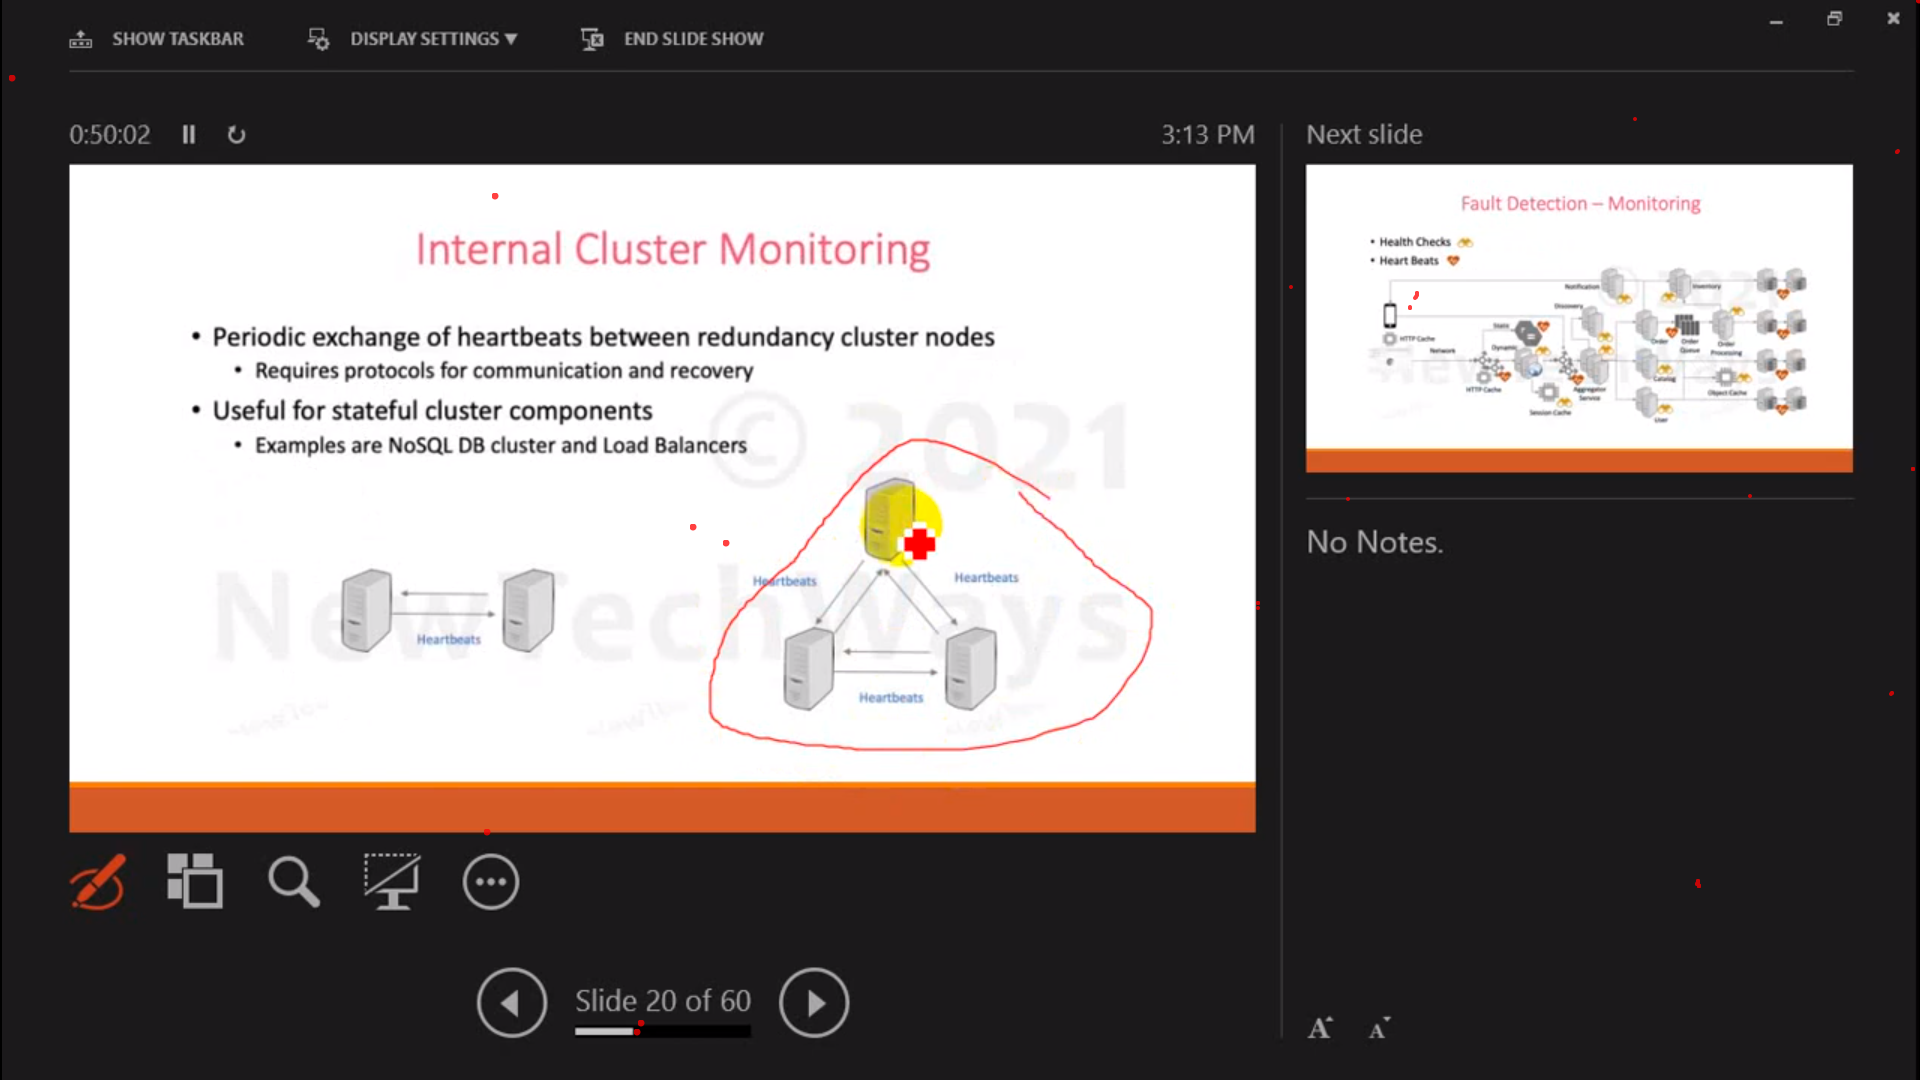 SHOW TASKBAR
DISPLAY SETTINGS ▼
END SLIDE SHOW
0:50:02
3:13 PM
Internal Cluster Monitoring
• Periodic exchange of heartbeats between redundancy cluster nodes
• Requires protocols for communication and recovery
• Useful for stateful cluster components
• Examples are NoSQL DB cluster and Load Balancers
© 2021
NewTechWays
Heartbeats
Heartbeats
Heartbeats
Heartbeats
Slide 20 of 60
Next slide
Fault Detection – Monitoring
• Health Checks
• Heart Beats
Notification
Inventory
Discovery
HTTP Cache
Network
Static
Dynamic
HTTP Cache
Session Cache
Aggregator
Service
Order
Order
Queue
Order
Processing
Catalog
Object Cache
User
No Notes.
A
A